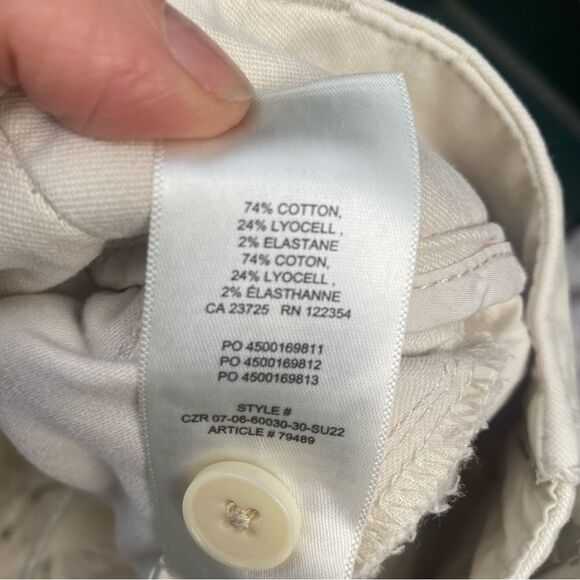 74% COTTON,
24% LYOCELL ,
2% ELASTANE
74% COTON,
24% LYOCELL ,
2% ÉLASTHANNE
CA 23725 RN 122354
PO 4500169811
PO 4500169812
PO 4500169813
STYLE #
CZR 07-06-60030-30-SU22
ARTICLE # 79489